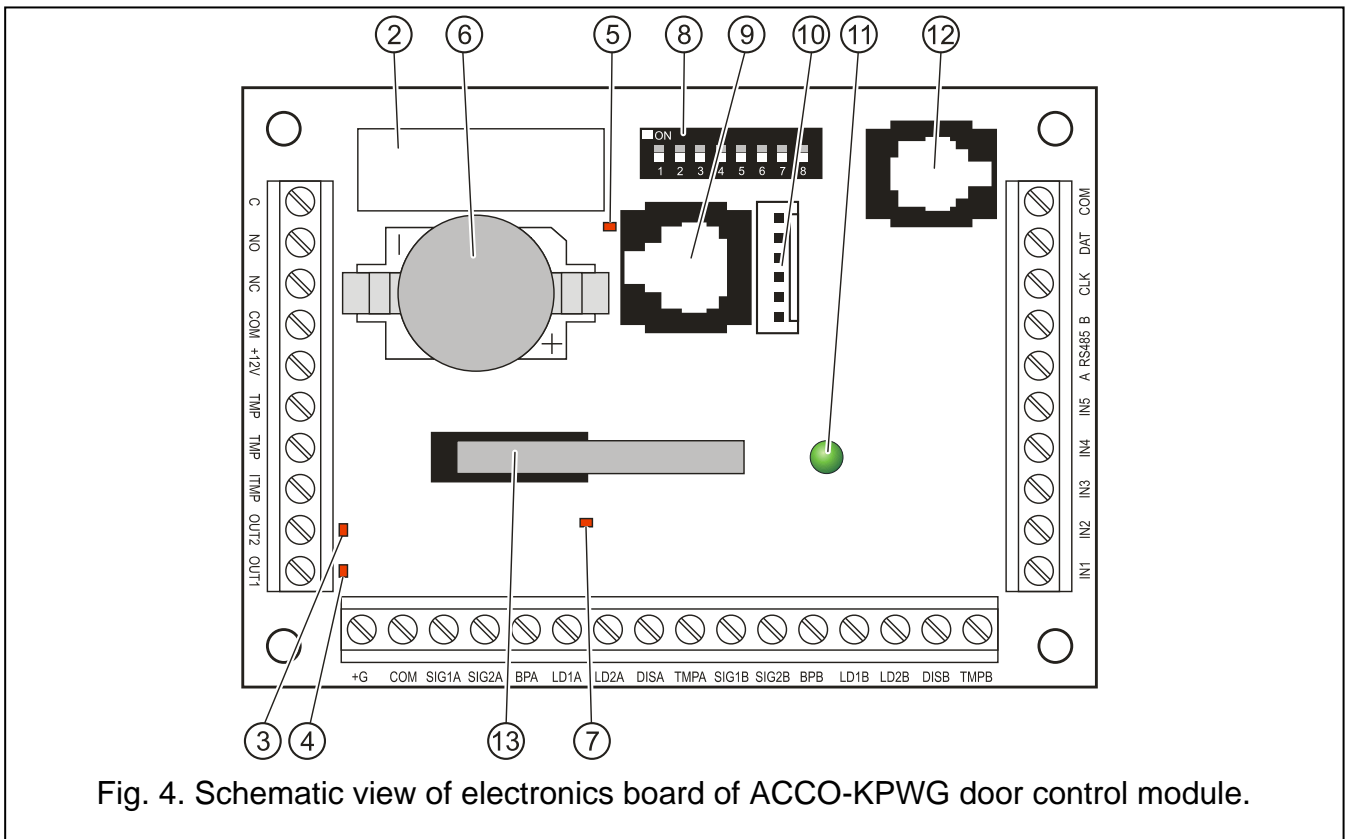 2 6 5 8 9 10 11 12
ON
1 2 3 4 5 6 7 8
C
NO
NC
COM
+12V
TMP
TMP
ITMP
OUT2
OUT1
COM
DAT
CLK
A RS485 B
IN5
IN4
IN3
IN2
IN1
+G COM SIG1A SIG2A BPA LD1A LD2A DISA TMPA SIG1B SIG2B BPB LD1B LD2B DISB TMPB
3 4 13 7
Fig. 4. Schematic view of electronics board of ACCO-KPWG door control module.